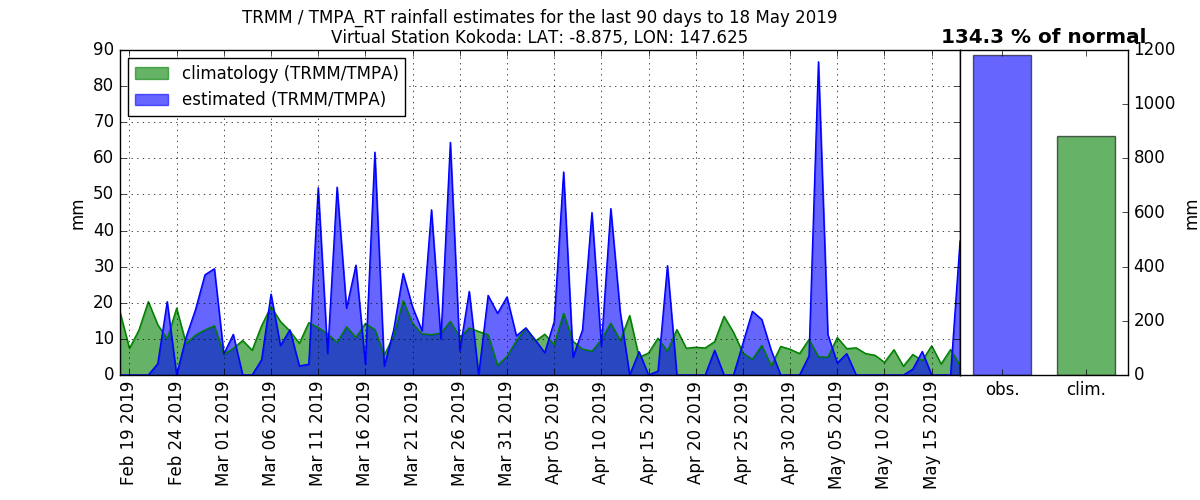 TRMM / TMPA_RT rainfall estimates for the last 90 days to 18 May 2019
Virtual Station Kokoda: LAT: -8.875, LON: 147.625
134.3 % of normal
climatology (TRMM/TMPA)
estimated (TRMM/TMPA)
mm
90
80
70
60
50
40
30
20
10
0
Feb 19 2019
Feb 24 2019
Mar 01 2019
Mar 06 2019
Mar 11 2019
Mar 16 2019
Mar 21 2019
Mar 26 2019
Mar 31 2019
Apr 05 2019
Apr 10 2019
Apr 15 2019
Apr 20 2019
Apr 25 2019
Apr 30 2019
May 05 2019
May 10 2019
May 15 2019
obs.
clim.
1200
1000
800
600
400
200
0
mm